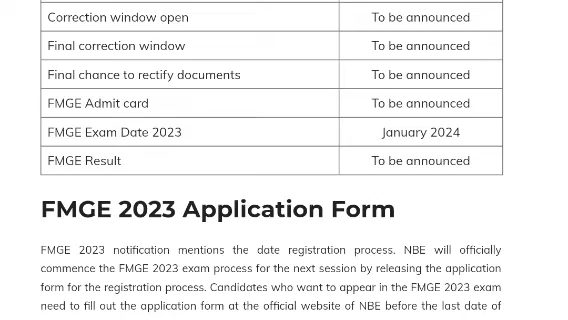 Correction window open To be announced
Final correction window To be announced
Final chance to rectify documents To be announced
FMGE Admit card To be announced
FMGE Exam Date 2023 January 2024
FMGE Result To be announced
FMGE 2023 Application Form
FMGE 2023 notification mentions the date registration process. NBE will officially
commence the FMGE 2023 exam process for the next session by releasing the application
form for the registration process. Candidates who want to appear in the FMGE 2023 exam
need to fill out the application form at the official website of NBE before the last date of